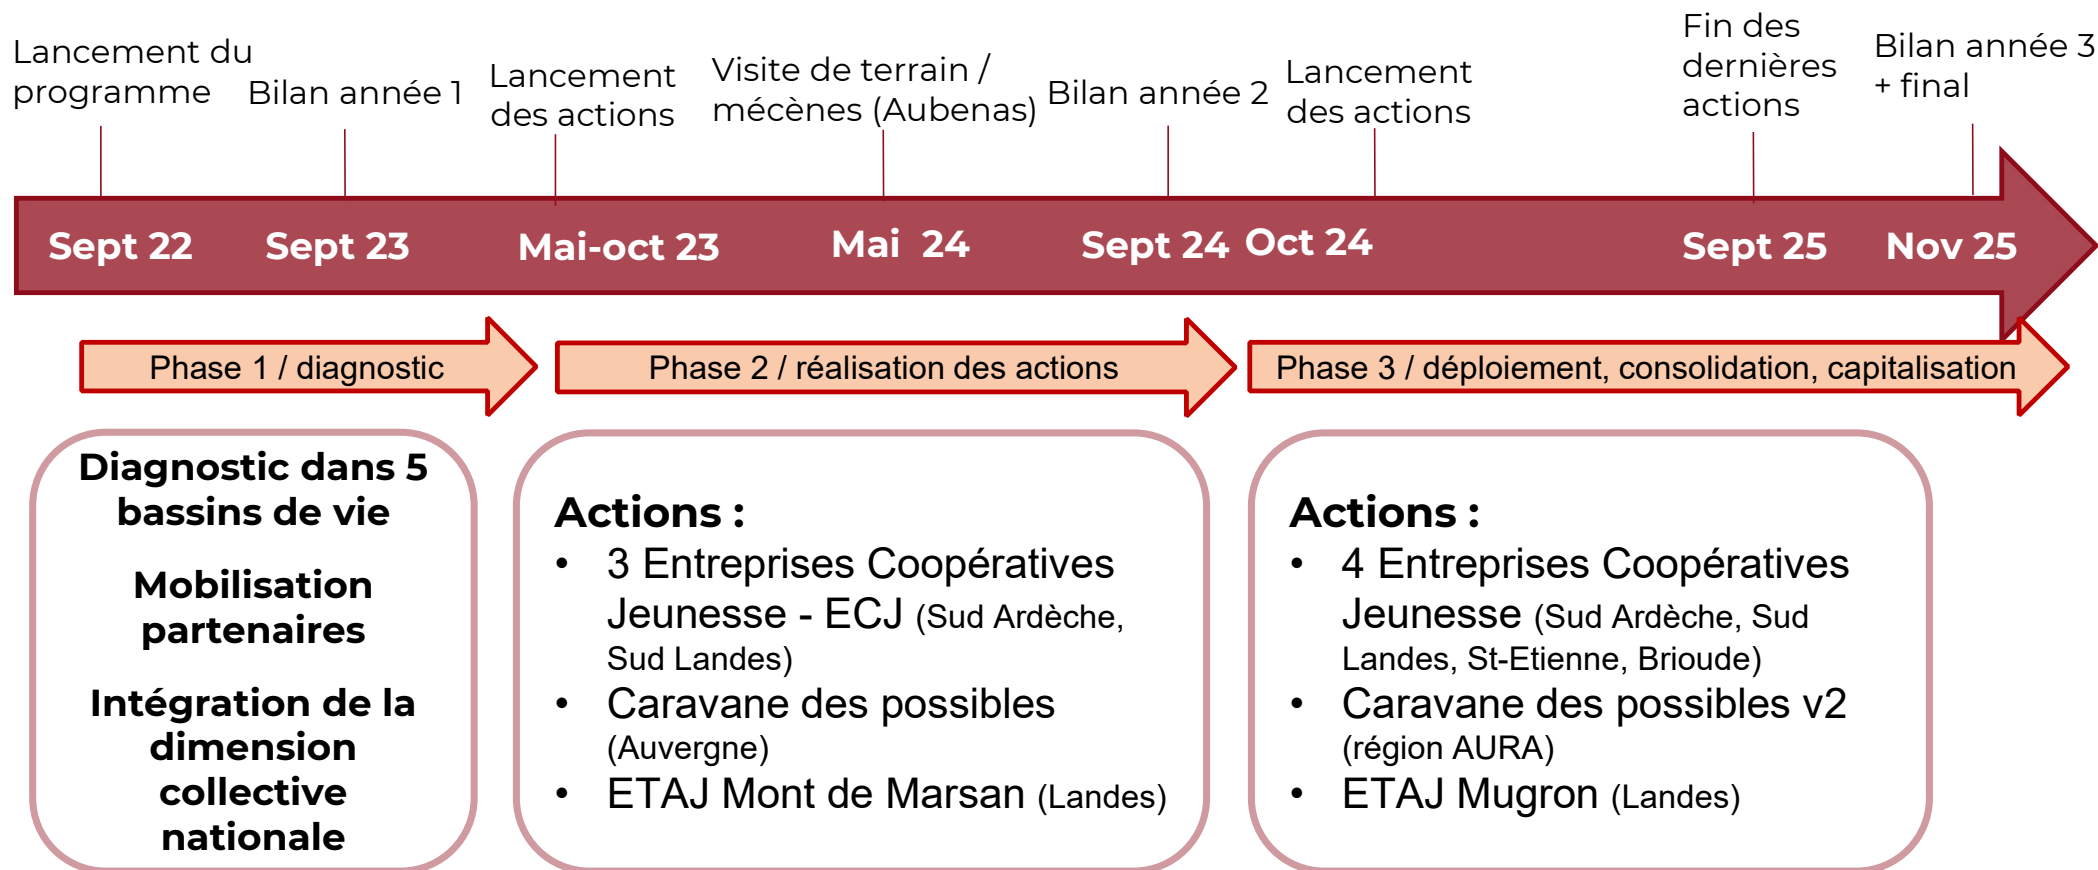 Lancement du
programme
Bilan année 1
Lancement
des actions
Visite de terrain /
mécènes (Aubenas)
Bilan année 2
Lancement
des actions
Fin des
dernières
actions
Bilan année 3
+ final
Sept 22
Sept 23
Mai-oct 23
Mai 24
Sept 24
Oct 24
Sept 25
Nov 25
Phase 1 / diagnostic
Phase 2 / réalisation des actions
Phase 3 / déploiement, consolidation, capitalisation
Diagnostic dans 5
bassins de vie
Mobilisation
partenaires
Intégration de la
dimension
collective
nationale
Actions :
• 3 Entreprises Coopératives
Jeunesse - ECJ (Sud Ardèche,
Sud Landes)
• Caravane des possibles
(Auvergne)
• ETAJ Mont de Marsan (Landes)
Actions :
• 4 Entreprises Coopératives
Jeunesse (Sud Ardèche, Sud
Landes, St-Etienne, Brioude)
• Caravane des possibles v2
(région AURA)
• ETAJ Mugron (Landes)